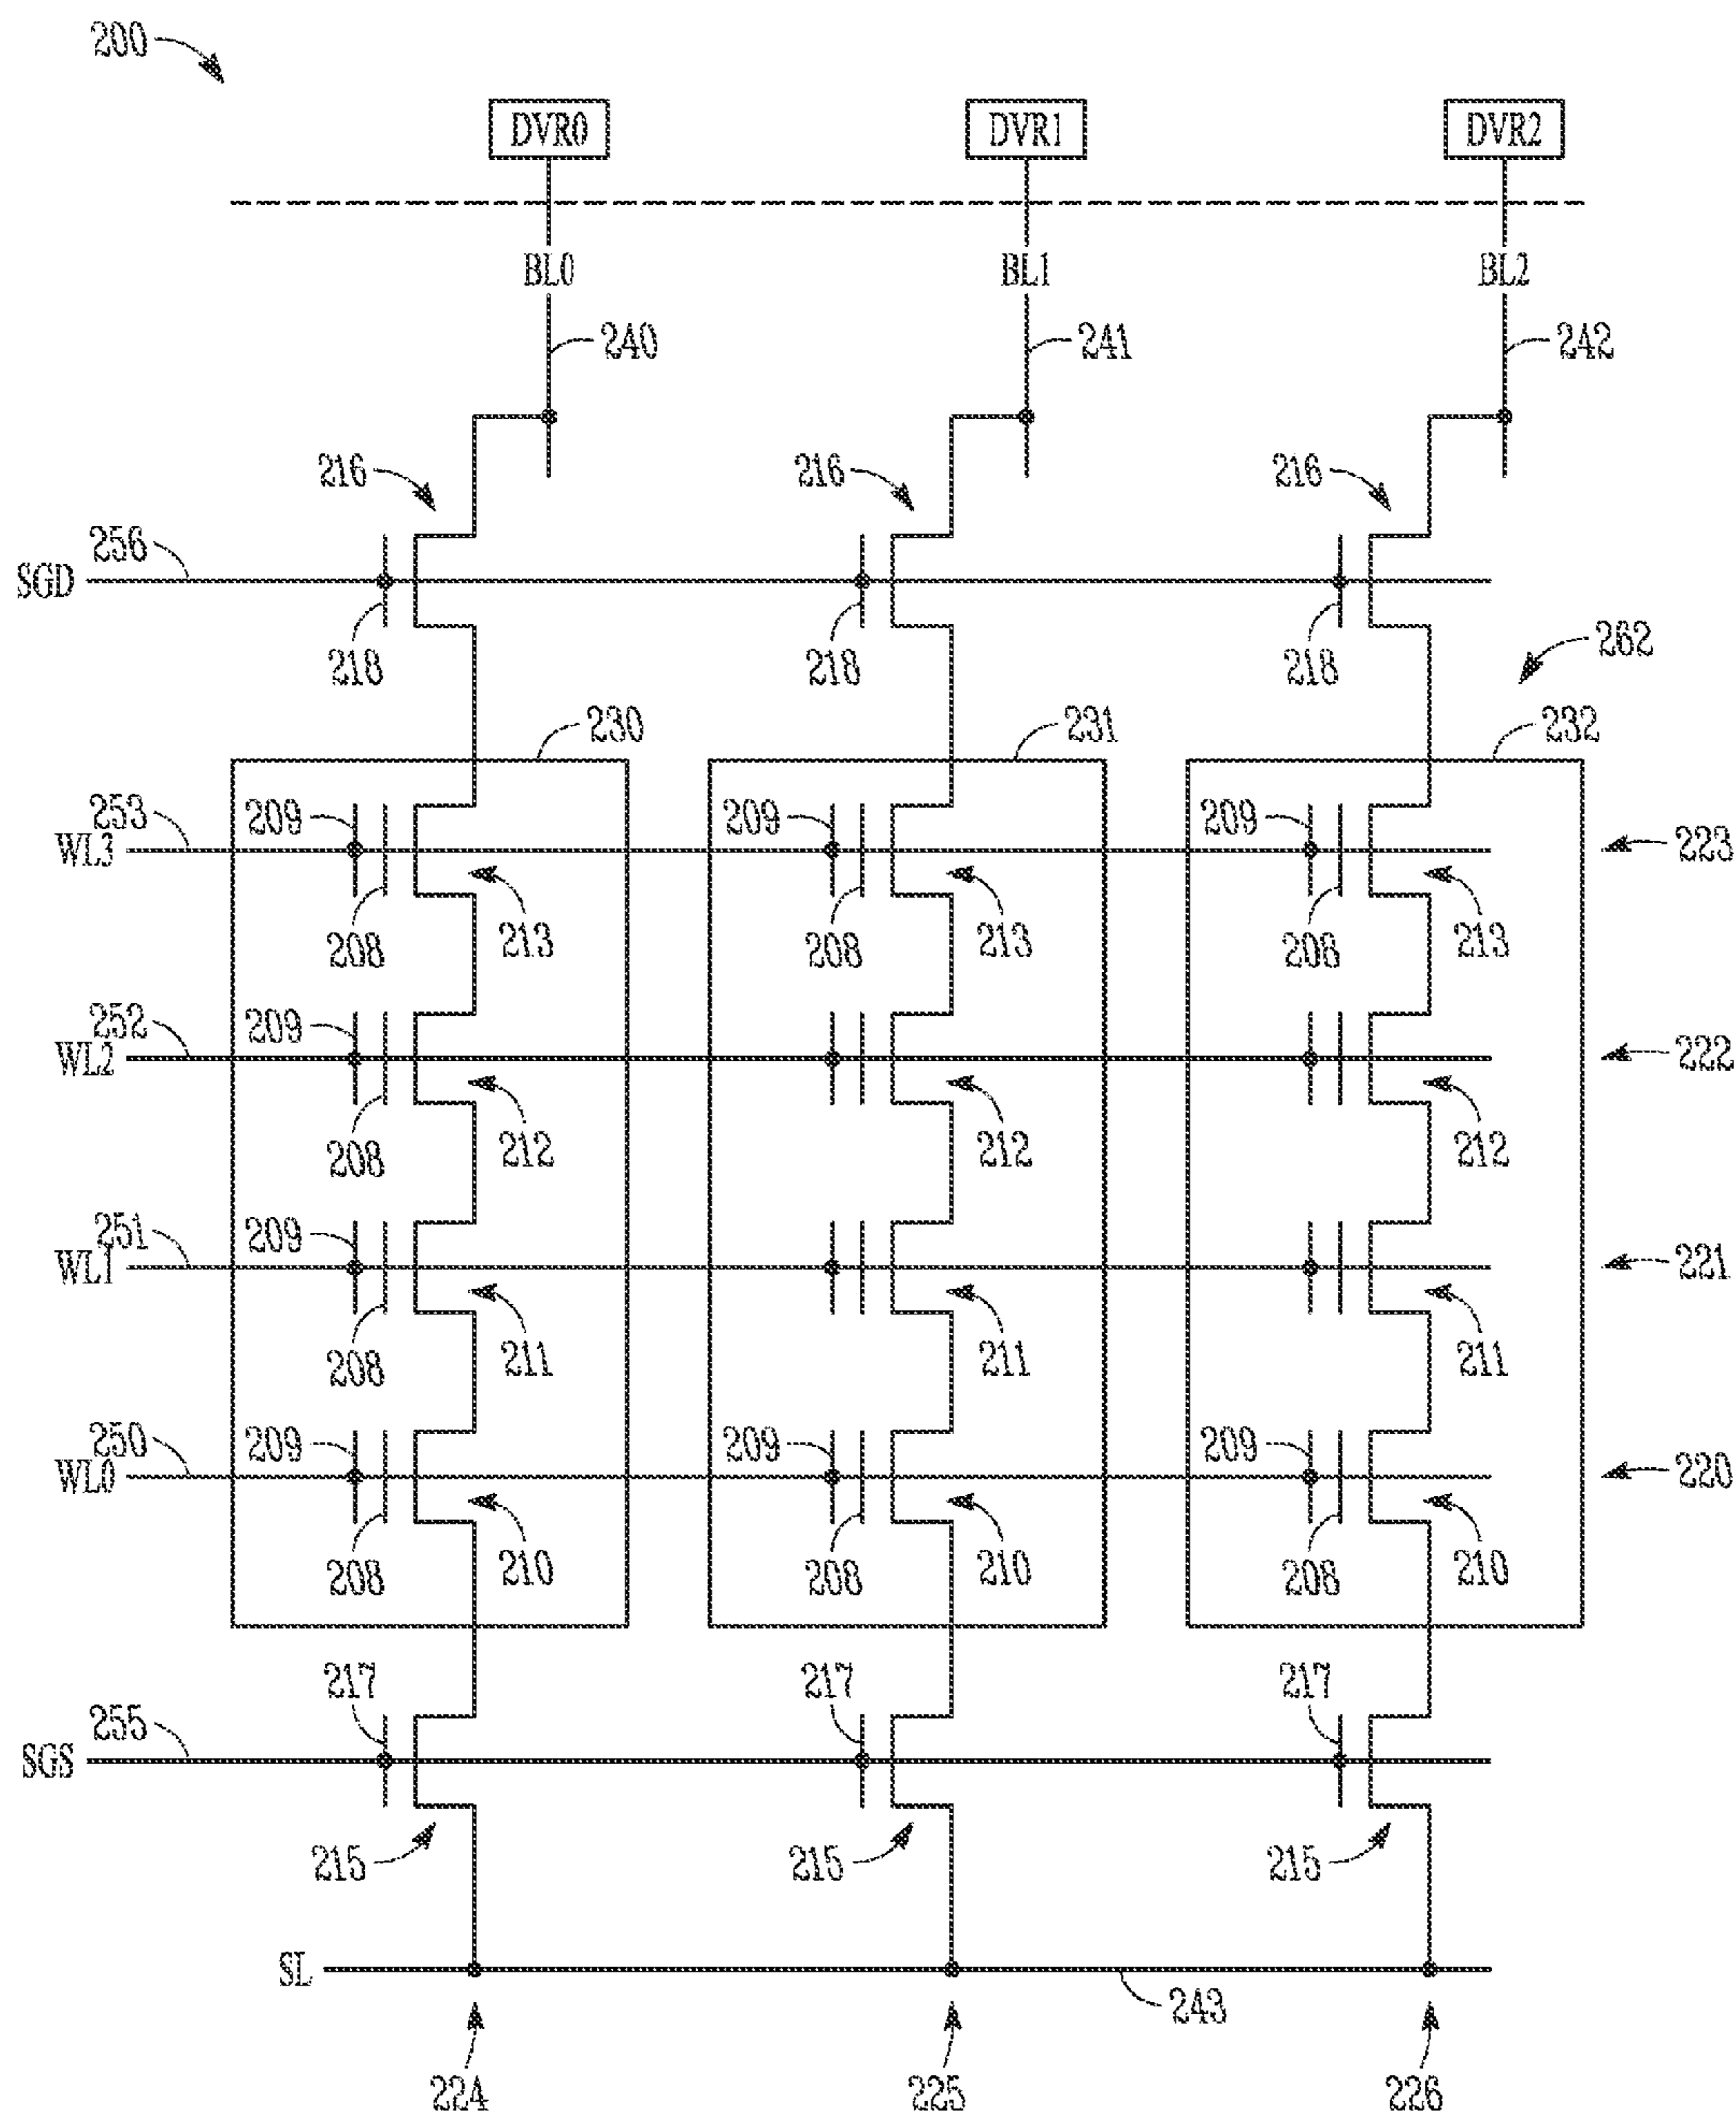 200
DVR0 DVR1 DVR2
BL0 BL1 BL2
240 241 242
216 216 216
256
SGD
218 218 218
262
230 231 232
253 209 209 209
WL3 223
208 213 208 213 208 213
252 209
WL2 222
208 212 212 212
251 209
WL1 221
208 211 211 211
250 209 209 209
WL0 220
208 210 208 210 208 210
217 217 217
255
SGS
215 215 215
SL
243
224 225 226